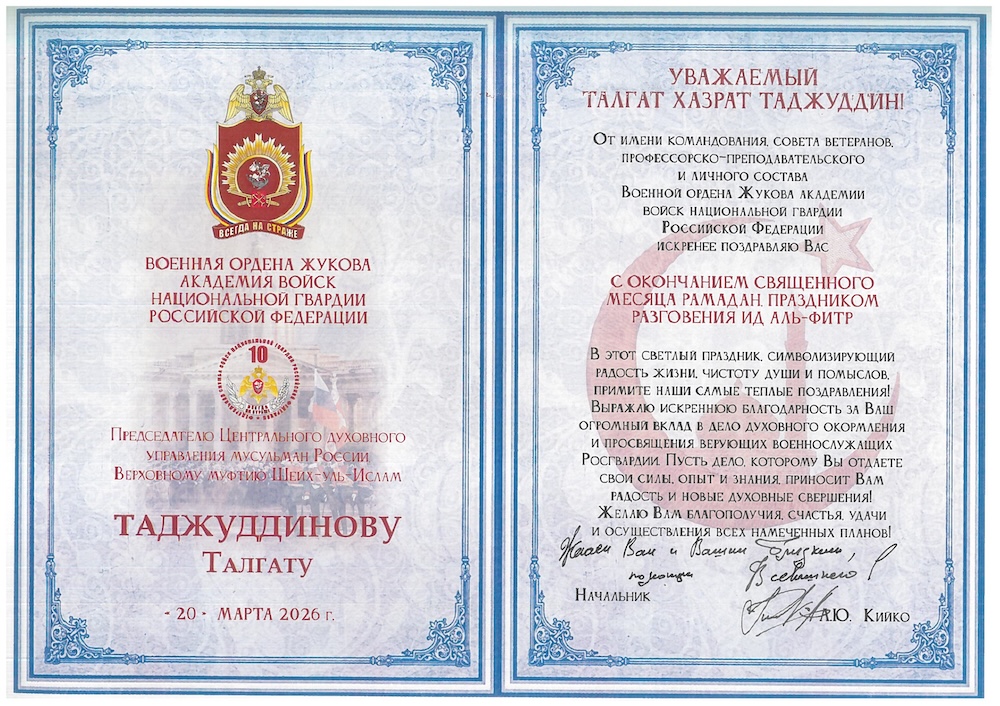 ВСЕГДА НА СТРАЖЕ
ВОЕННАЯ ОРДЕНА ЖУКОВА
АКАДЕМИЯ ВОЙСК
НАЦИОНАЛЬНОЙ ГВАРДИИ
РОССИЙСКОЙ ФЕДЕРАЦИИ
10
Председателю Центрального духовного
управления мусульман России
Верховному муфтию Шейх-уль-Ислам
ТАДЖУДДИНОВУ
Талгату
- 20 - МАРТА 2026 г.
УВАЖАЕМЫЙ
ТАЛГАТ ХАЗРАТ ТАДЖУДДИН!
От имени командования, совета ветеранов,
профессорско-преподавательского
и личного состава
Военной ордена Жукова академии
войск национальной гвардии
Российской Федерации
искренее поздравляю Вас
С ОКОНЧАНИЕМ СВЯЩЕННОГО
МЕСЯЦА РАМАДАН, ПРАЗДНИКОМ
РАЗГОВЕНИЯ ИД АЛЬ-ФИТР
В этот светлый праздник, символизирующий
радость жизни, чистоту души и помыслов,
примите наши самые теплые поздравления!
Выражаю искреннюю благодарность за Ваш
огромный вклад в дело духовного окормления
и просвящения верующих военнослужащих
Росгвардии. Пусть дело, которому Вы отдаете
свои силы, опыт и знания, приносит Вам
радость и новые духовные свершения!
Желаю Вам благополучия, счастья, удачи
и осуществления всех намеченных планов!
Желаю Вам и Вашим близким,
помощи Всевышнего!
Начальник
А.Ю. Кийко